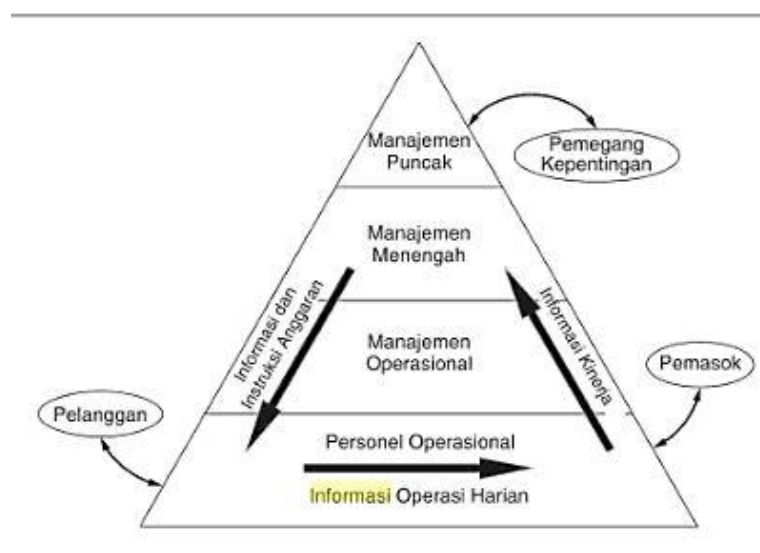 Manajemen
Puncak
Pemegang
Kepentingan
Manajemen
Menengah
Informasi dan
Instruksi Anggaran
Informasi Kinerja
Manajemen
Operasional
Pemasok
Pelanggan
Personel Operasional
Informasi Operasi Harian